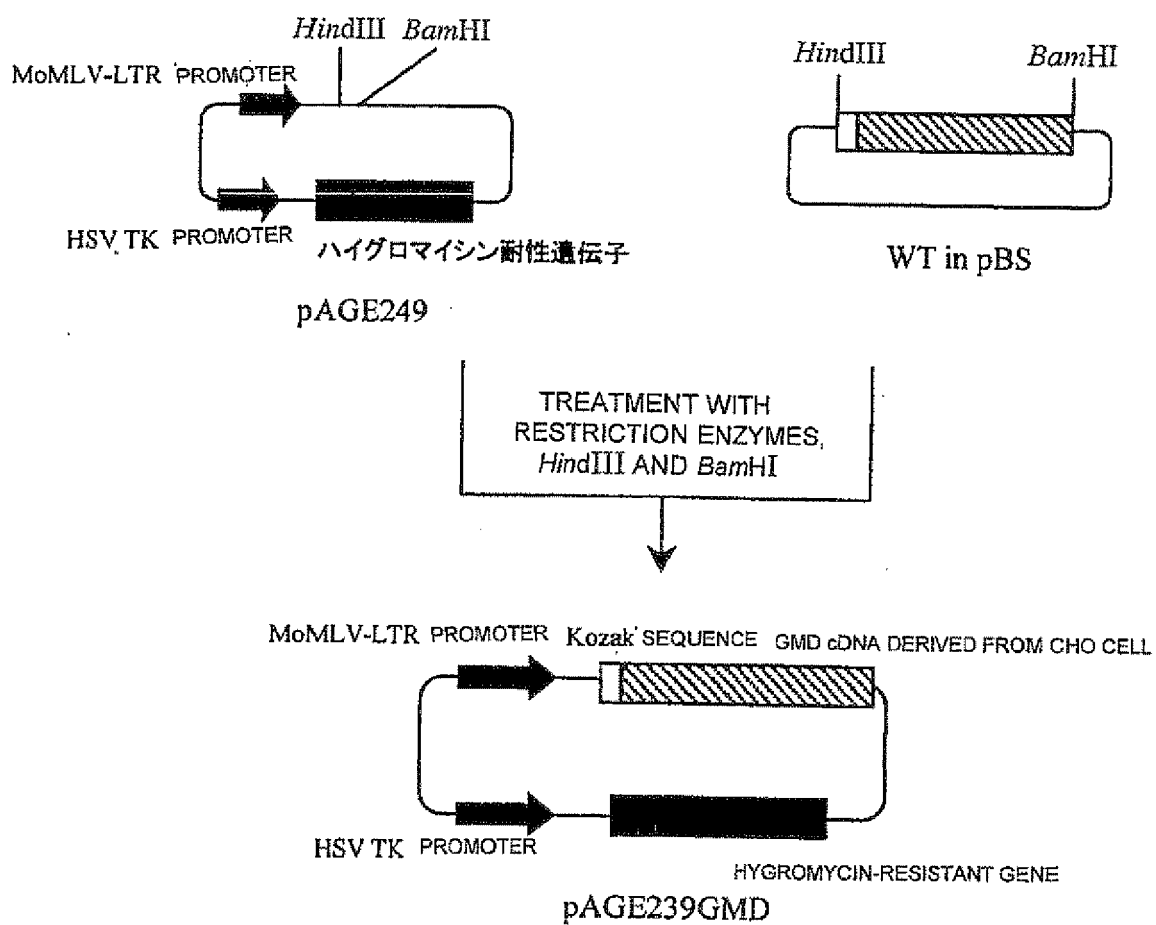 HindIII BamHI
MoMLV-LTR PROMOTER
HSV TK PROMOTER
ハイグロマイシン耐性遺伝子
pAGE249
HindIII
BamHI
WT in pBS
TREATMENT WITH
RESTRICTION ENZYMES,
HindIII AND BamHI
MoMLV-LTR PROMOTER Kozak' SEQUENCE GMD cDNA DERIVED FROM CHO CELL
HSV TK PROMOTER
HYGROMYCIN-RESISTANT GENE
pAGE239GMD